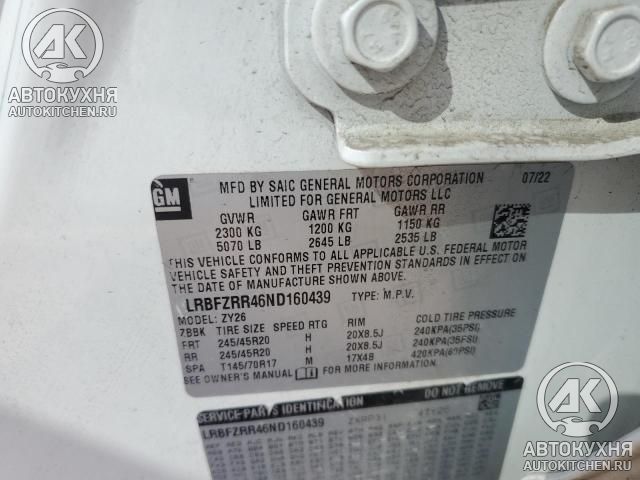 AK
АВТОКУХНЯ
AUTOKITCHEN.RU
AK
GM
MFD BY SAIC GENERAL MOTORS CORPORATION 07/22
LIMITED FOR GENERAL MOTORS LLC
GVWR GAWR FRT GAWR RR
2300 KG 1200 KG 1150 KG
5070 LB 2645 LB 2535 LB
THIS VEHICLE CONFORMS TO ALL APPLICABLE U.S. FEDERAL MOTOR
VEHICLE SAFETY AND THEFT PREVENTION STANDARDS IN EFFECT ON
THE DATE OF MANUFACTURE SHOWN ABOVE.
LRBFZRR46ND160439 TYPE: M.P.V.
MODEL: ZY26
7BBK TIRE SIZE SPEED RTG RIM COLD TIRE PRESSURE
FRT 245/45R20 H 20X8.5J 240KPA(35PSI)
RR 245/45R20 H 20X8.5J 240KPA(35PSI)
SPA T145/70R17 M 17X4B 420KPA(60PSI)
SEE OWNER'S MANUAL FOR ADDITIONAL INFORMATION
SERVICE PARTS IDENTIFICATION DO NOT REMOVE
LRBFZRR46ND160439
АВТОКУХНЯ
AUTOKITCHEN.RU